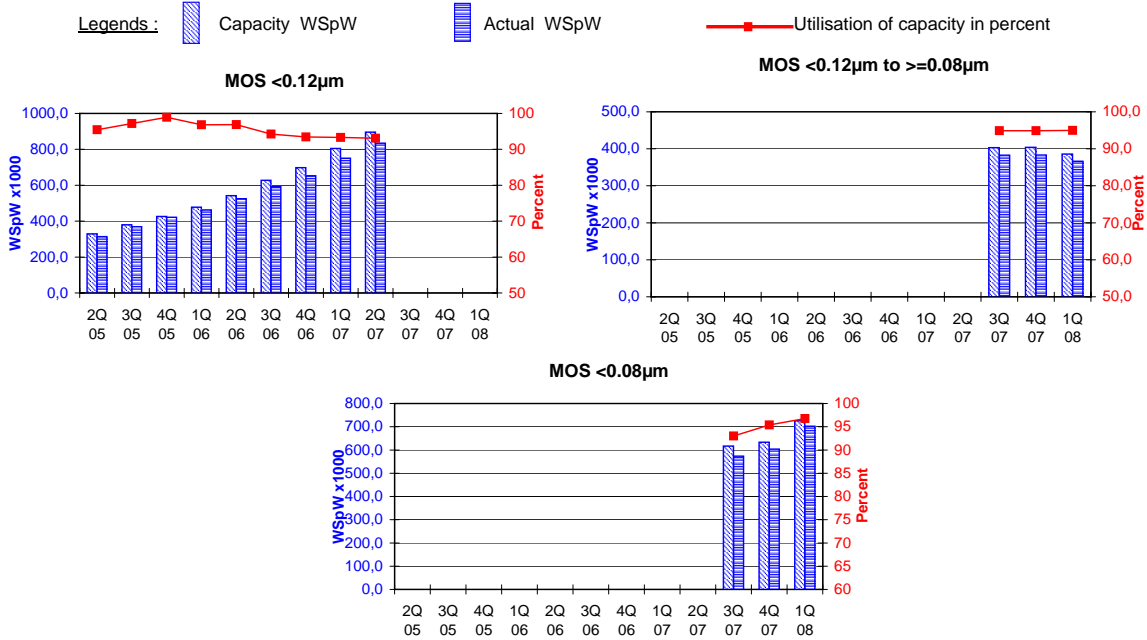 Legends : Capacity WSpW Actual WSpW Utilisation of capacity in percent
MOS <0.12µm
WSpW x1000
1000,0
800,0
600,0
400,0
200,0
0,0
100
90
80
70
60
50
Percent
2Q 3Q 4Q 1Q 2Q 3Q 4Q 1Q 2Q 3Q 4Q 1Q
05 05 05 06 06 06 06 07 07 07 07 08
MOS <0.12µm to >=0.08µm
WSpW x1000
500,0
400,0
300,0
200,0
100,0
0,0
100,0
90,0
80,0
70,0
60,0
50,0
Percent
2Q 3Q 4Q 1Q 2Q 3Q 4Q 1Q 2Q 3Q 4Q 1Q
05 05 05 06 06 06 06 07 07 07 07 08
MOS <0.08µm
WSpW x1000
800,0
700,0
600,0
500,0
400,0
300,0
200,0
100,0
0,0
100
95
90
85
80
75
70
65
60
Percent
2Q 3Q 4Q 1Q 2Q 3Q 4Q 1Q 2Q 3Q 4Q 1Q
05 05 05 06 06 06 06 07 07 07 07 08